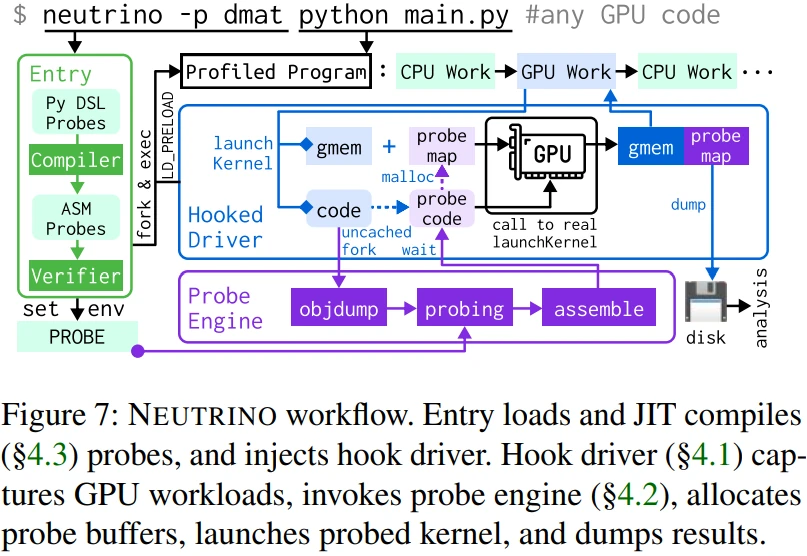 $ neutrino -p dmat python main.py #any GPU code
Entry
Py DSL
Probes
Compiler
ASM
Probes
Verifier
set env
PROBE
fork & exec
LD_PRELOAD
Profiled Program : CPU Work GPU Work CPU Work ...
launch
Kernel
gmem + probe
map
malloc
GPU
gmem probe
map
Hooked
Driver
code
probe
code
uncached
fork
wait
call to real
launchKernel
dump
Probe
Engine
objdump
probing
assemble
disk
analysis
Figure 7: NEUTRINO workflow. Entry loads and JIT compiles
(§4.3) probes, and injects hook driver. Hook driver (§4.1) cap-
tures GPU workloads, invokes probe engine (§4.2), allocates
probe buffers, launches probed kernel, and dumps results.